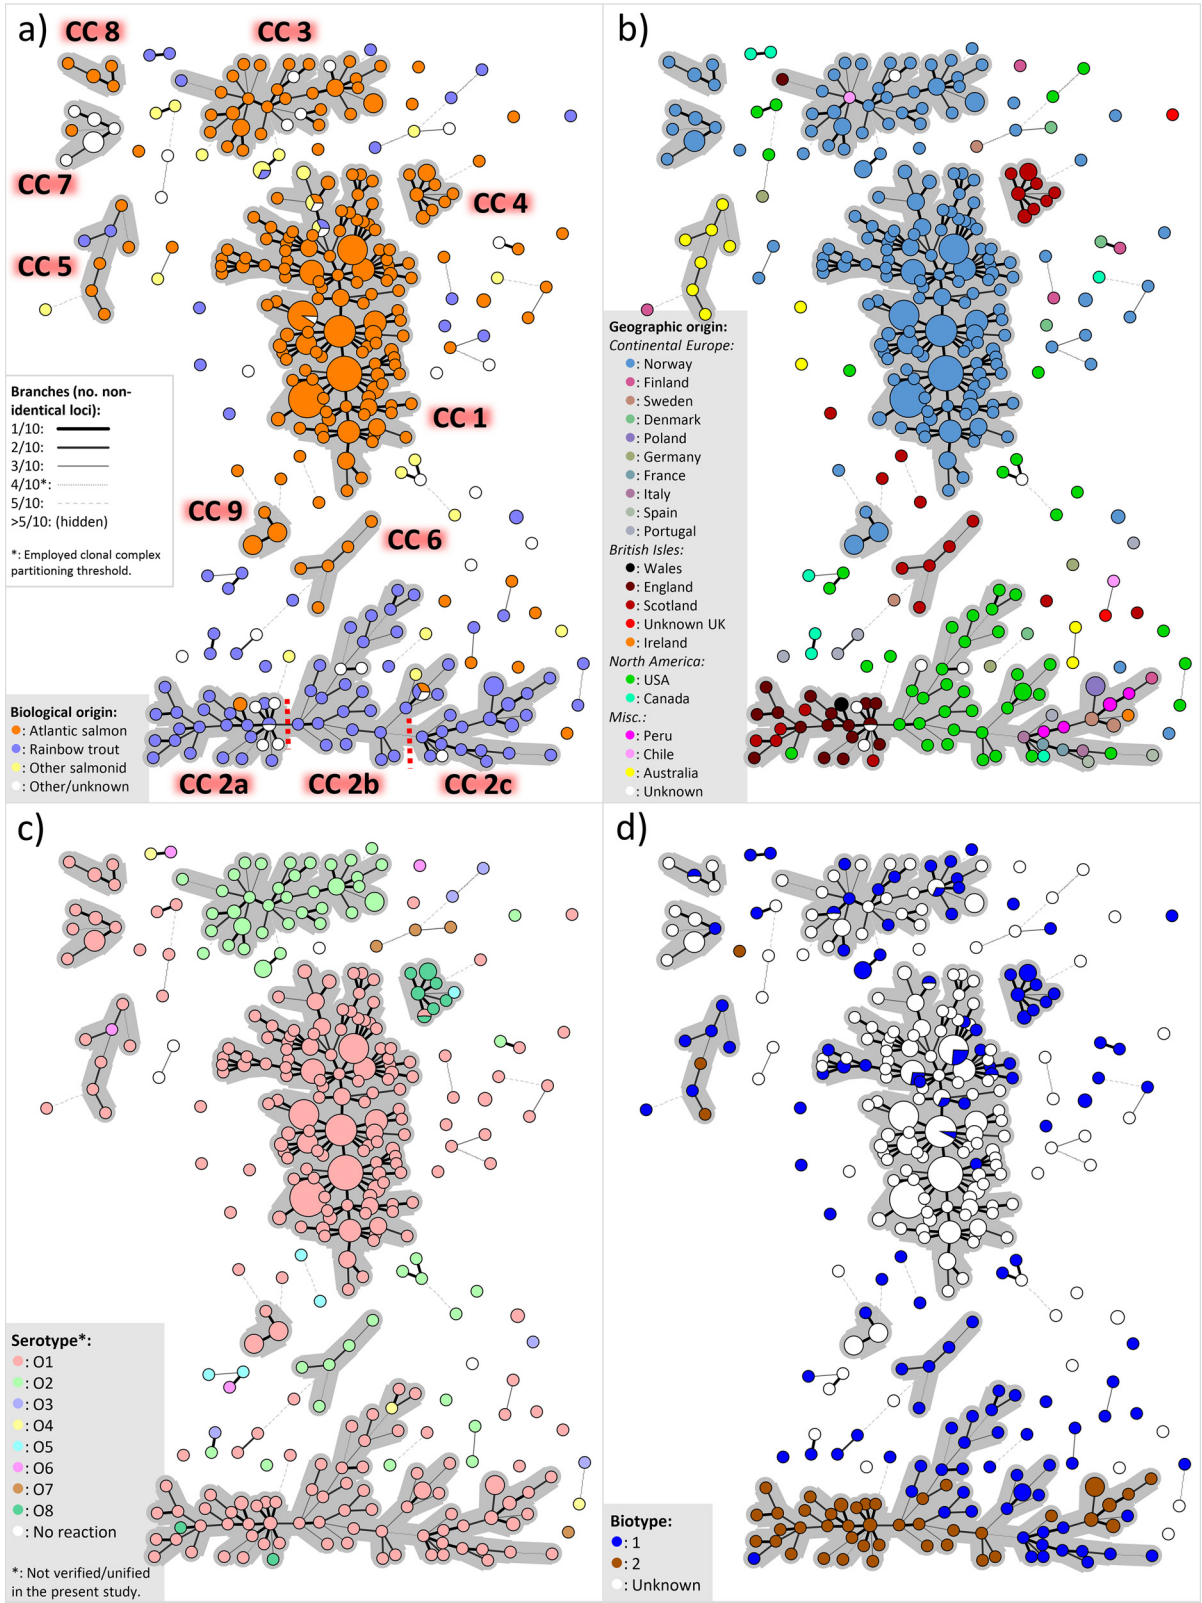 a)
CC 8
CC 3
CC 7
CC 4
CC 5
Branches (no. non-
identical loci):
1/10:
2/10:
3/10:
4/10*:
5/10:
>5/10: (hidden)
*: Employed clonal complex
partitioning threshold.
CC 1
CC 9
CC 6
Biological origin:
: Atlantic salmon
: Rainbow trout
: Other salmonid
: Other/unknown
CC 2a
CC 2b
CC 2c
b)
Geographic origin:
Continental Europe:
: Norway
: Finland
: Sweden
: Denmark
: Poland
: Germany
: France
: Italy
: Spain
: Portugal
British Isles:
: Wales
: England
: Scotland
: Unknown UK
: Ireland
North America:
: USA
: Canada
Misc.:
: Peru
: Chile
: Australia
: Unknown
c)
Serotype*:
: O1
: O2
: O3
: O4
: O5
: O6
: O7
: O8
: No reaction
*: Not verified/unified
in the present study.
d)
Biotype:
: 1
: 2
: Unknown